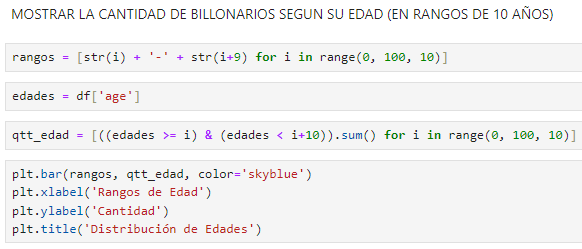 MOSTRAR LA CANTIDAD DE BILLONARIOS SEGUN SU EDAD (EN RANGOS DE 10 AÑOS)
rangos = [str(i) + '-' + str(i+9) for i in range(0, 100, 10)]
edades = df['age']
qtt_edad = [((edades >= i) & (edades < i+10)).sum() for i in range(0, 100, 10)]
plt.bar(rangos, qtt_edad, color='skyblue')
plt.xlabel('Rangos de Edad')
plt.ylabel('Cantidad')
plt.title('Distribución de Edades')